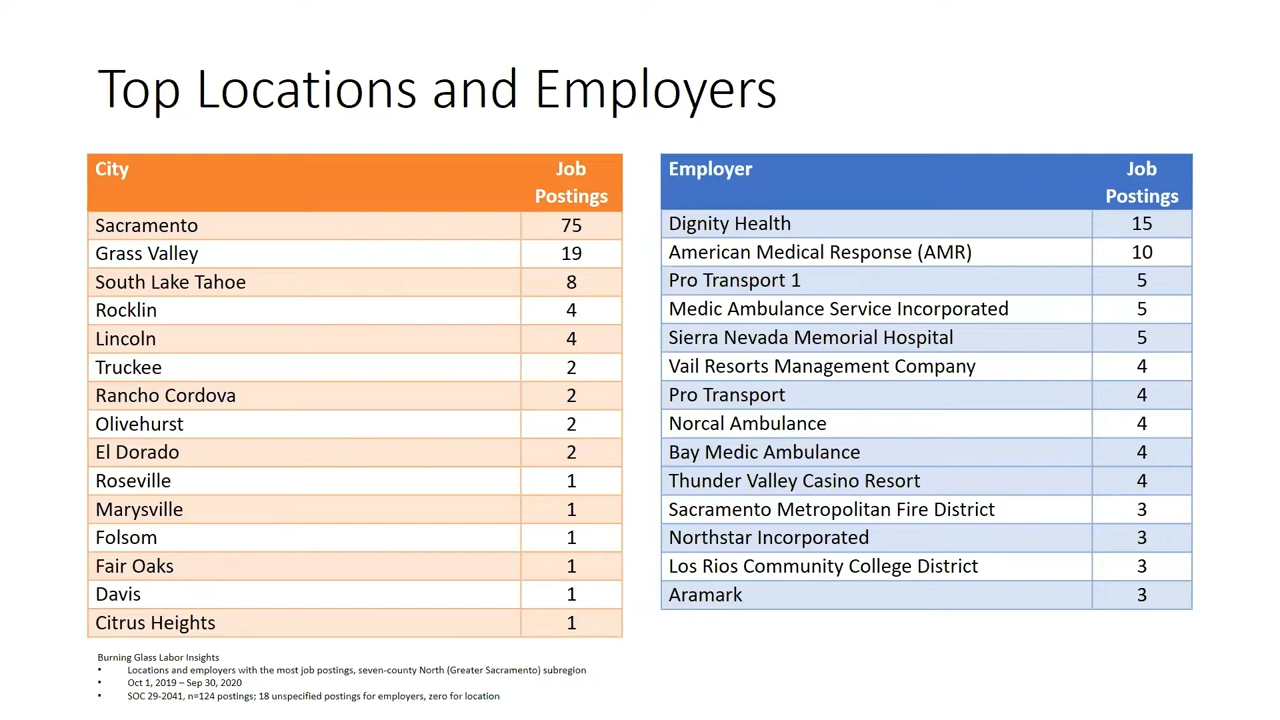 Top Locations and Employers
City Job Postings
Sacramento 75
Grass Valley 19
South Lake Tahoe 8
Rocklin 4
Lincoln 4
Truckee 2
Rancho Cordova 2
Olivehurst 2
El Dorado 2
Roseville 1
Marysville 1
Folsom 1
Fair Oaks 1
Davis 1
Citrus Heights 1
Employer Job Postings
Dignity Health 15
American Medical Response (AMR) 10
Pro Transport 1 5
Medic Ambulance Service Incorporated 5
Sierra Nevada Memorial Hospital 5
Vail Resorts Management Company 4
Pro Transport 4
Norcal Ambulance 4
Bay Medic Ambulance 4
Thunder Valley Casino Resort 4
Sacramento Metropolitan Fire District 3
Northstar Incorporated 3
Los Rios Community College District 3
Aramark 3
Burning Glass Labor Insights
• Locations and employers with the most job postings, seven-county North (Greater Sacramento) subregion
• Oct 1, 2019 – Sep 30, 2020
• SOC 29-2041, n=124 postings; 18 unspecified postings for employers, zero for location